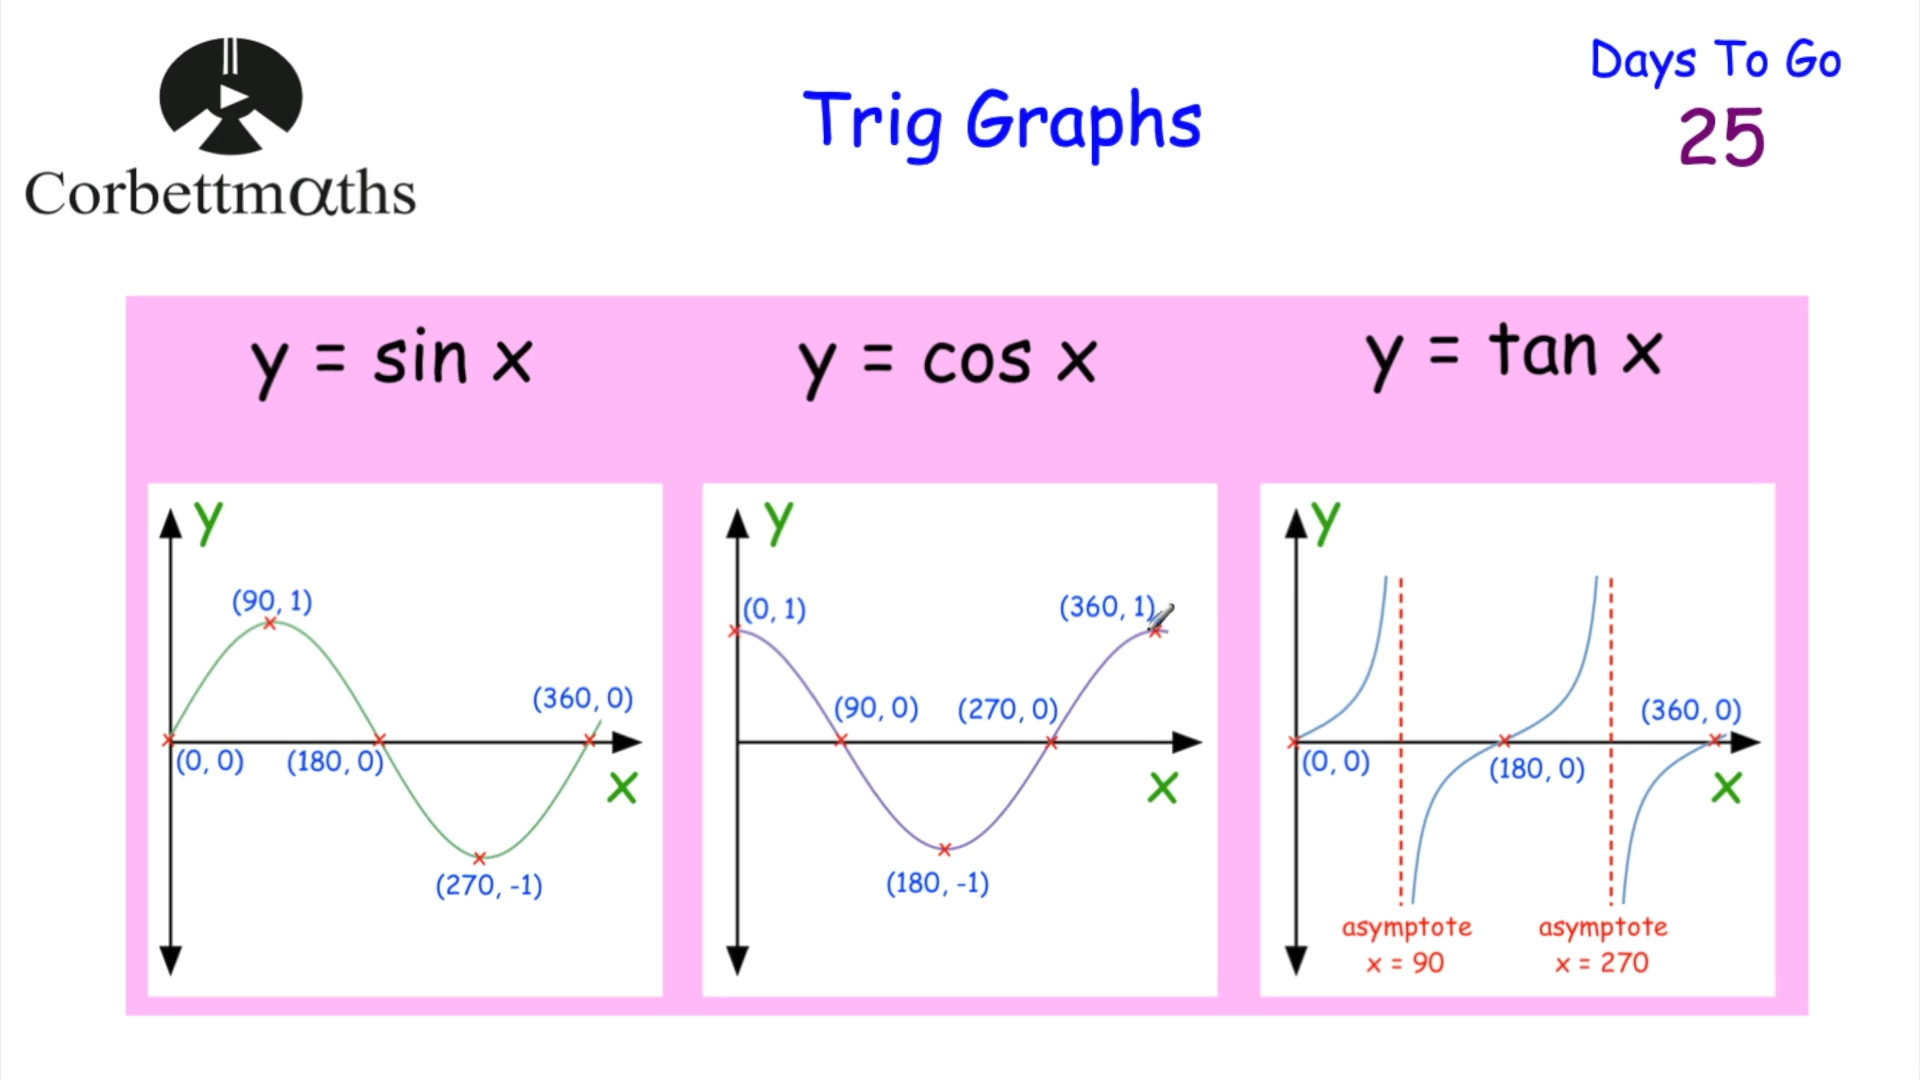 Corbettmαths
Trig Graphs
Days To Go
25
y = sin x
y = cos x
y = tan x
y
(90, 1)
(360, 0)
(0, 0)
(180, 0)
x
(270, -1)
y
(0, 1)
(360, 1)
(90, 0)
(270, 0)
x
(180, -1)
y
(360, 0)
(0, 0)
(180, 0)
x
asymptote
x = 90
asymptote
x = 270